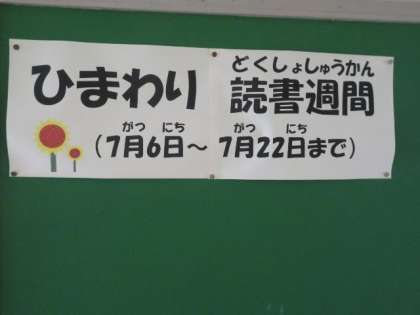 どくしょしゅうかん
ひまわり 読書週間
がつ にち がつ にち
(7月6日～7月22日まで)